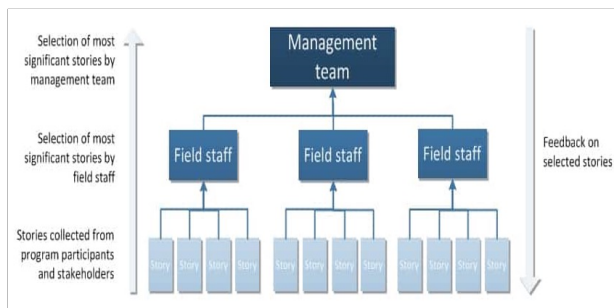 Selection of most
significant stories by
management team
Management
team
Selection of most
significant stories by
field staff
Field staff
Field staff
Field staff
Feedback on
selected stories
Stories collected from
program participants
and stakeholders
Story
Story
Story
Story
Story
Story
Story
Story
Story
Story
Story
Story